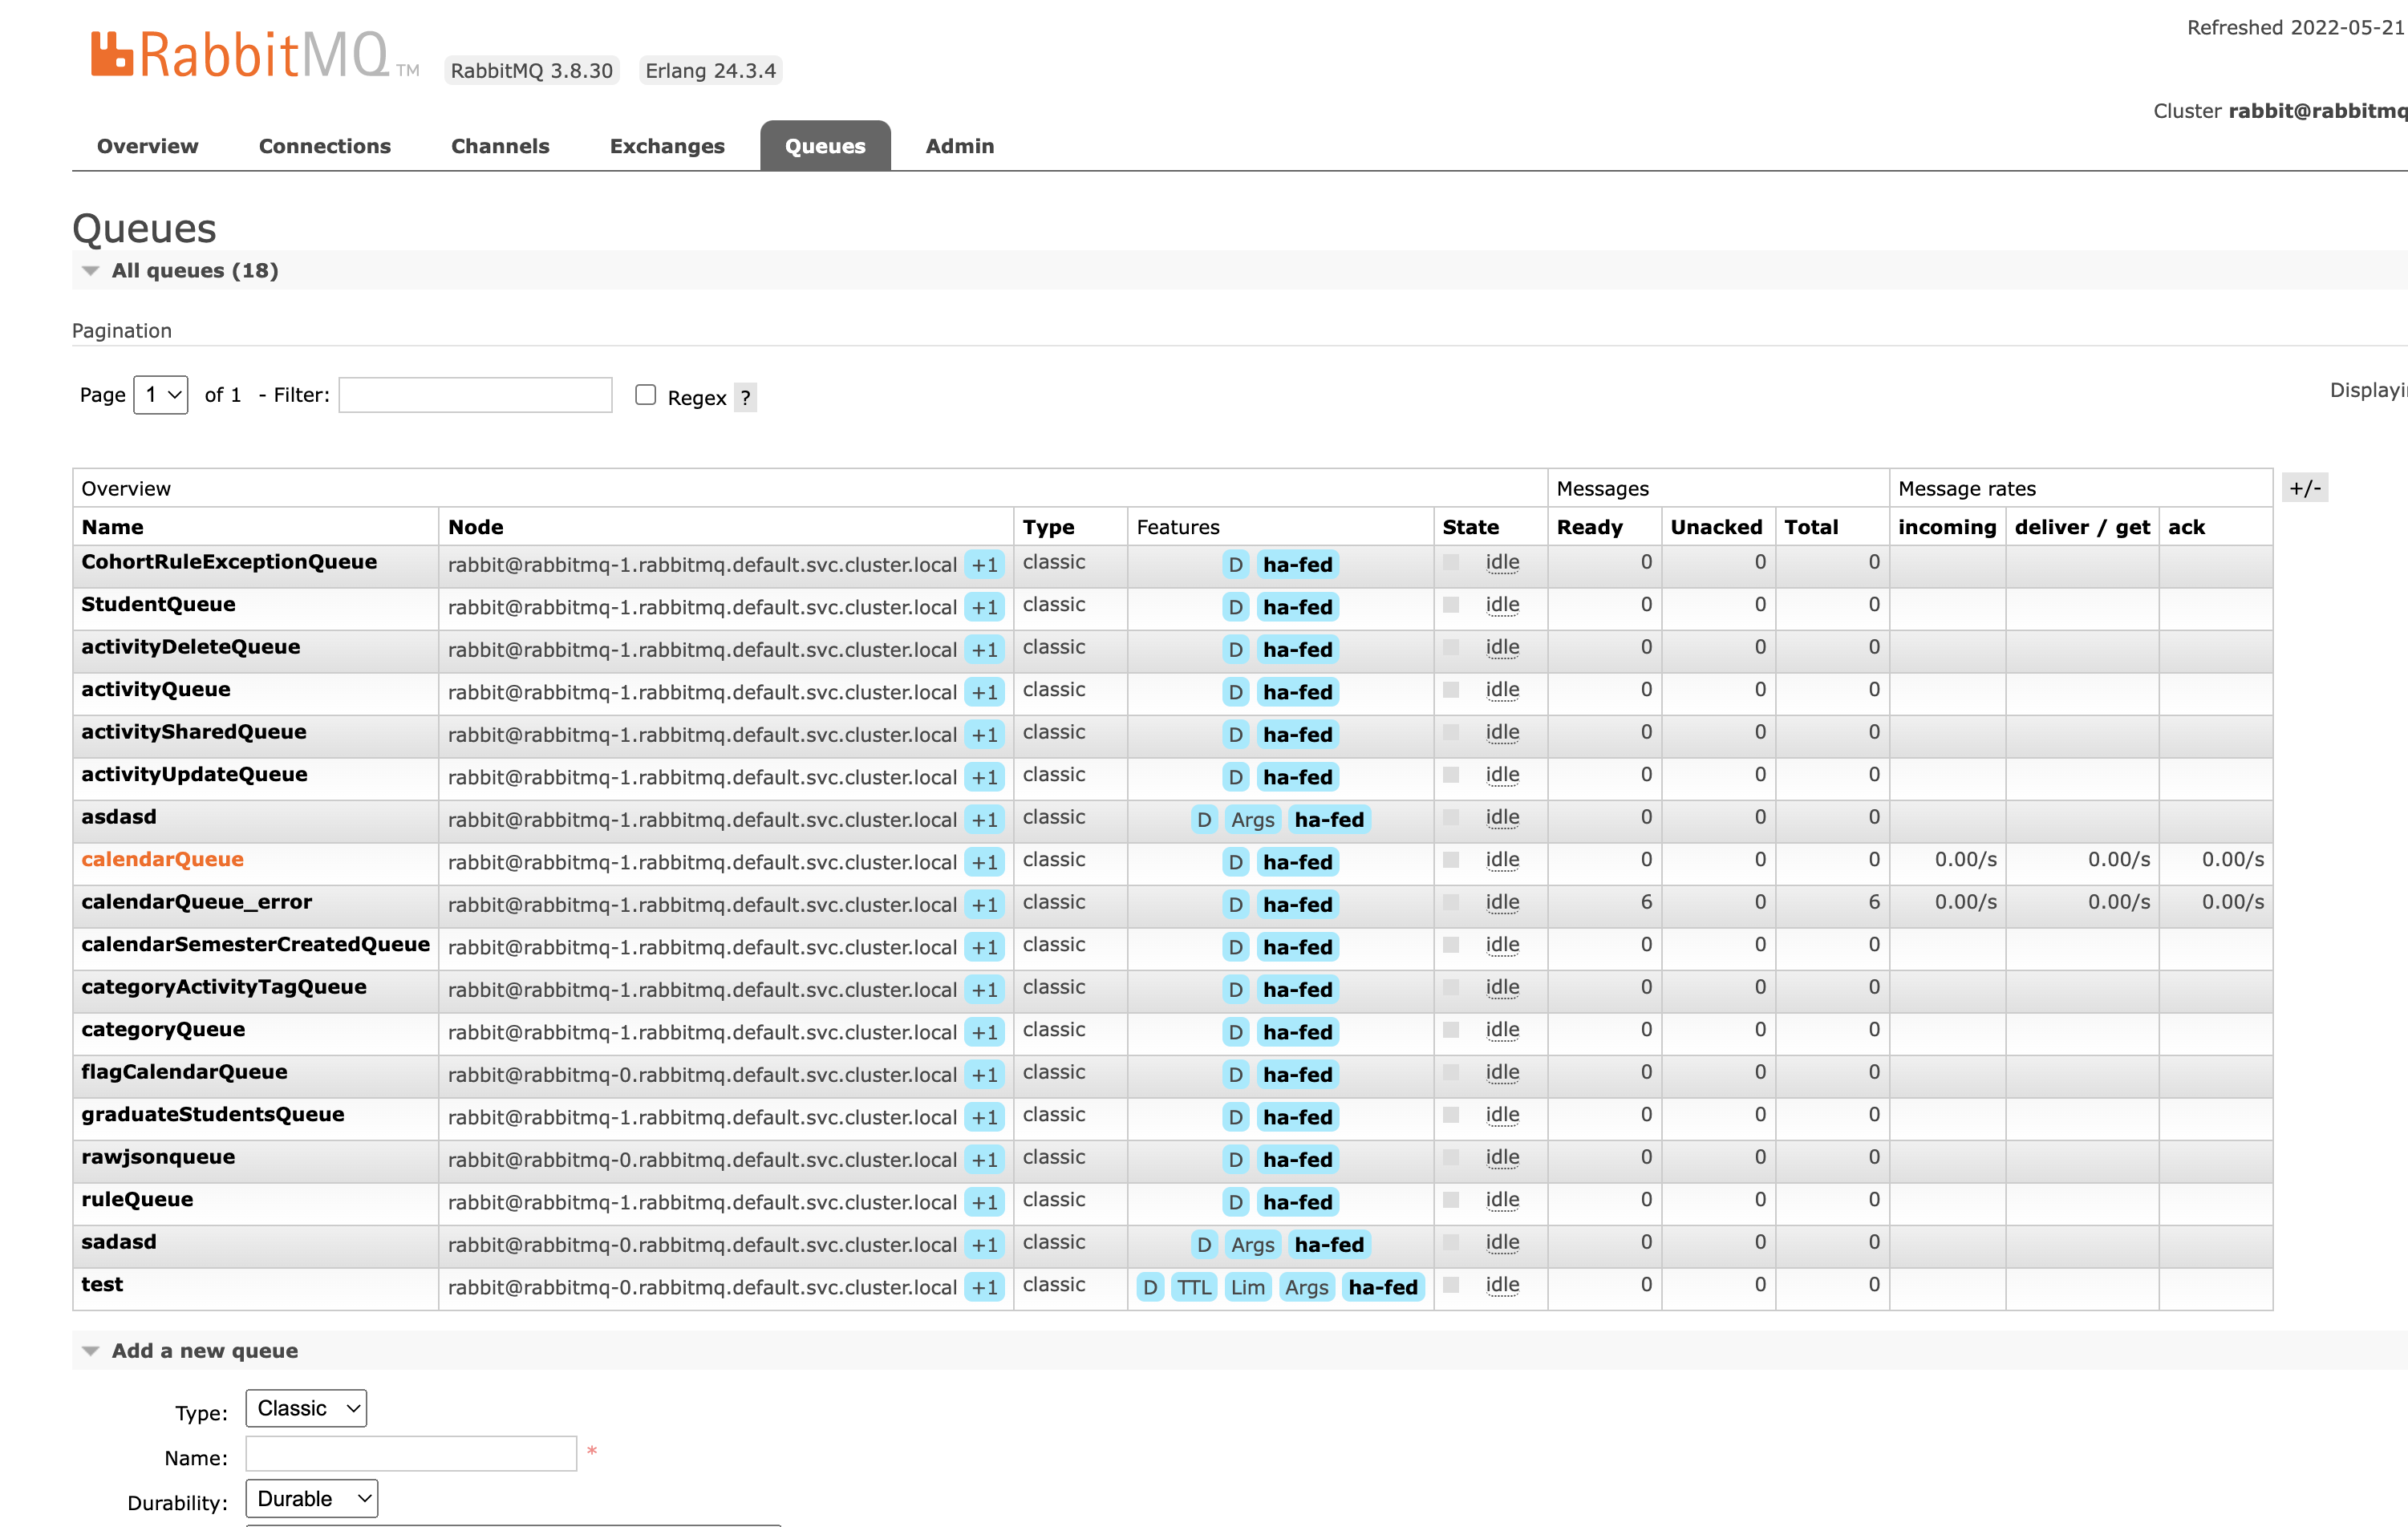 Refreshed 2022-05-21
RabbitMQ TM RabbitMQ 3.8.30 Erlang 24.3.4
Cluster rabbit@rabbitmq
Overview Connections Channels Exchanges Queues Admin
Queues
All queues (18)
Pagination
Page 1 of 1 - Filter: Regex ?
Displayi
Overview Messages Message rates +/-
Name Node Type Features State Ready Unacked Total incoming deliver / get ack
CohortRuleExceptionQueue rabbit@rabbitmq-1.rabbitmq.default.svc.cluster.local +1 classic D ha-fed idle 0 0 0
StudentQueue rabbit@rabbitmq-1.rabbitmq.default.svc.cluster.local +1 classic D ha-fed idle 0 0 0
activityDeleteQueue rabbit@rabbitmq-1.rabbitmq.default.svc.cluster.local +1 classic D ha-fed idle 0 0 0
activityQueue rabbit@rabbitmq-1.rabbitmq.default.svc.cluster.local +1 classic D ha-fed idle 0 0 0
activitySharedQueue rabbit@rabbitmq-1.rabbitmq.default.svc.cluster.local +1 classic D ha-fed idle 0 0 0
activityUpdateQueue rabbit@rabbitmq-1.rabbitmq.default.svc.cluster.local +1 classic D ha-fed idle 0 0 0
asdasd rabbit@rabbitmq-1.rabbitmq.default.svc.cluster.local +1 classic D Args ha-fed idle 0 0 0
calendarQueue rabbit@rabbitmq-1.rabbitmq.default.svc.cluster.local +1 classic D ha-fed idle 0 0 0 0.00/s 0.00/s 0.00/s
calendarQueue_error rabbit@rabbitmq-1.rabbitmq.default.svc.cluster.local +1 classic D ha-fed idle 6 0 6 0.00/s 0.00/s 0.00/s
calendarSemesterCreatedQueue rabbit@rabbitmq-1.rabbitmq.default.svc.cluster.local +1 classic D ha-fed idle 0 0 0
categoryActivityTagQueue rabbit@rabbitmq-1.rabbitmq.default.svc.cluster.local +1 classic D ha-fed idle 0 0 0
categoryQueue rabbit@rabbitmq-1.rabbitmq.default.svc.cluster.local +1 classic D ha-fed idle 0 0 0
flagCalendarQueue rabbit@rabbitmq-0.rabbitmq.default.svc.cluster.local +1 classic D ha-fed idle 0 0 0
graduateStudentsQueue rabbit@rabbitmq-1.rabbitmq.default.svc.cluster.local +1 classic D ha-fed idle 0 0 0
rawjsonqueue rabbit@rabbitmq-0.rabbitmq.default.svc.cluster.local +1 classic D ha-fed idle 0 0 0
ruleQueue rabbit@rabbitmq-1.rabbitmq.default.svc.cluster.local +1 classic D ha-fed idle 0 0 0
sadasd rabbit@rabbitmq-0.rabbitmq.default.svc.cluster.local +1 classic D Args ha-fed idle 0 0 0
test rabbit@rabbitmq-0.rabbitmq.default.svc.cluster.local +1 classic D TTL Lim Args ha-fed idle 0 0 0
Add a new queue
Type: Classic
Name: *
Durability: Durable